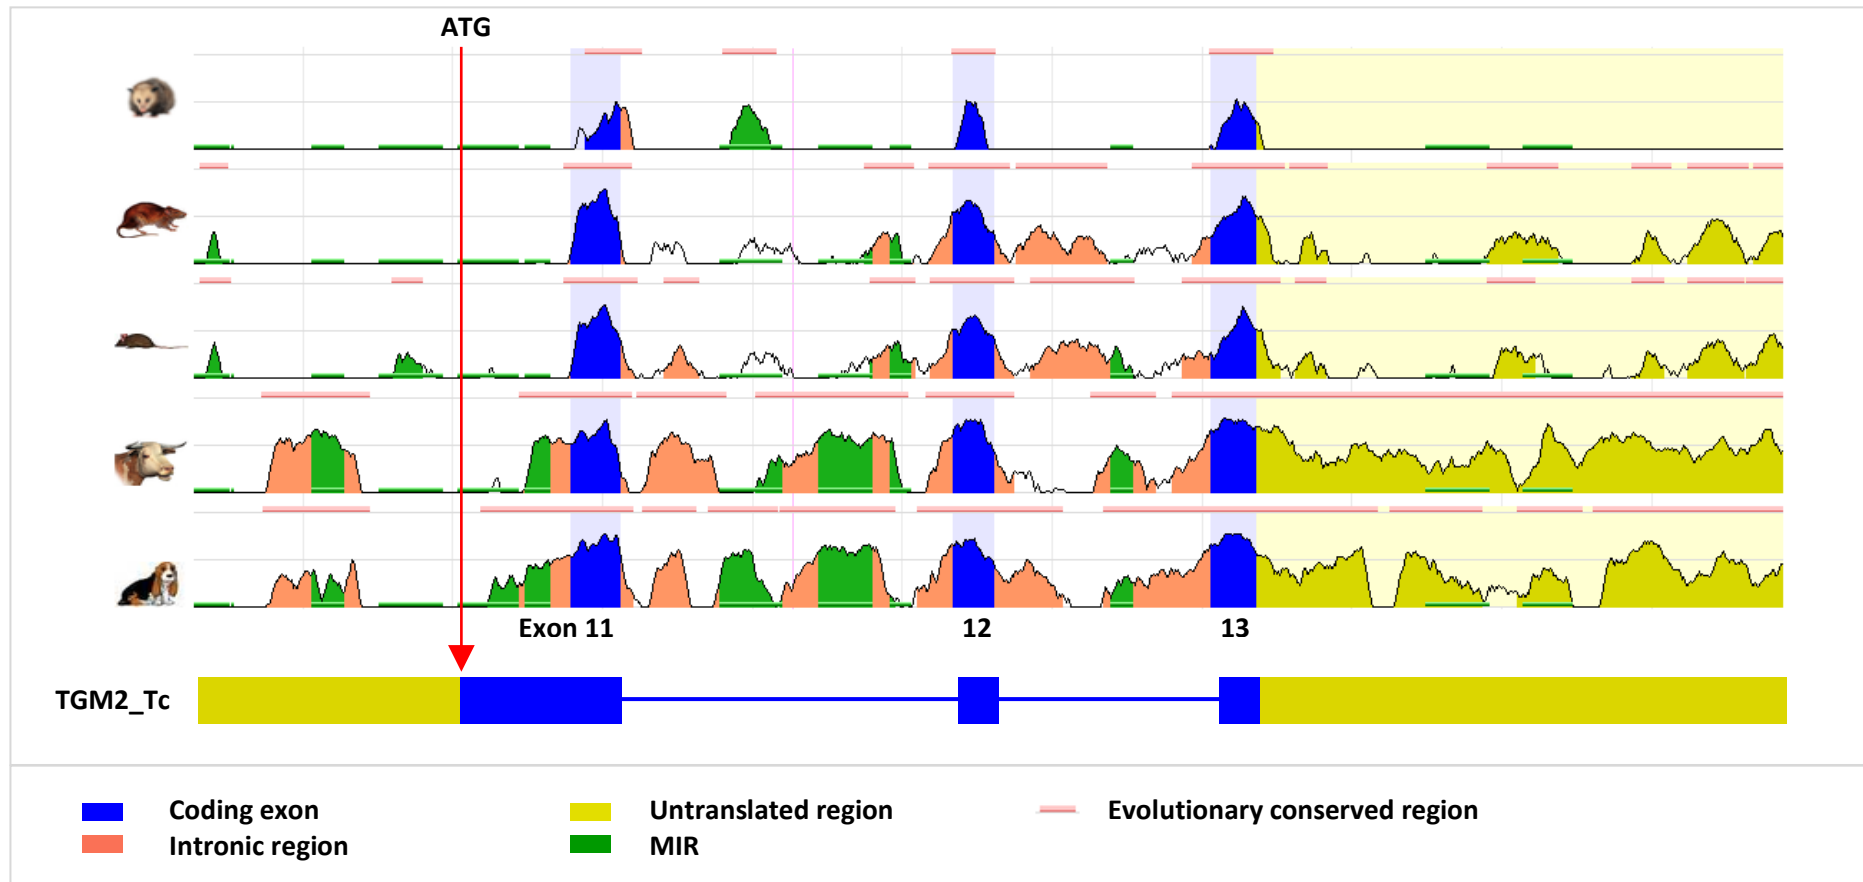 ATG
Exon 11
12
13
TGM2_Tc
Coding exon
Untranslated region
Evolutionary conserved region
Intronic region
MIR